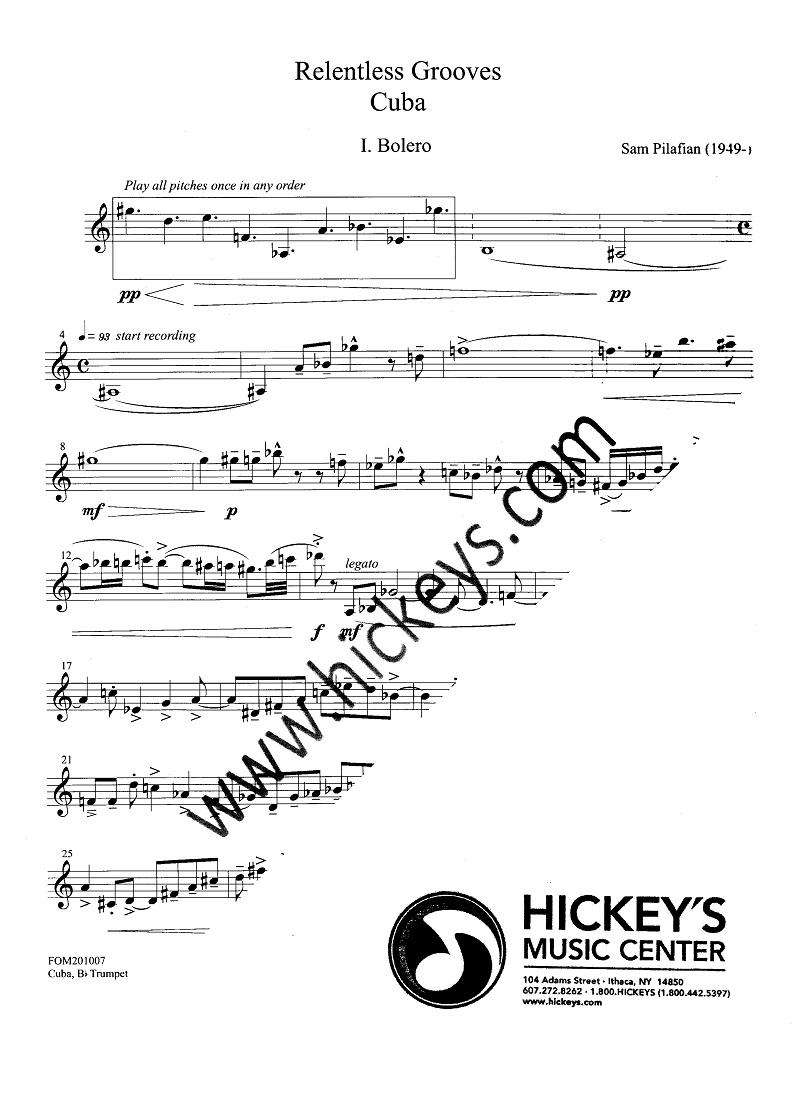 Relentless Grooves
Cuba
I. Bolero
Sam Pilafian (1949-)
Play all pitches once in any order
pp
pp
4
= 93 start recording
8
mf
p
12
legato
f
mf
17
21
25
www.hickeys.com
FOM201007
Cuba, B♭ Trumpet
HICKEY'S
MUSIC CENTER
104 Adams Street · Ithaca, NY 14850
607.272.8262 · 1.800.HICKEYS (1.800.442.5397)
www.hickeys.com